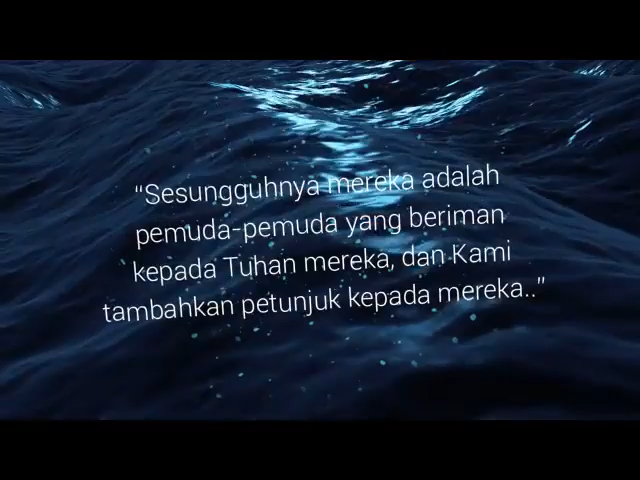 “Sesungguhnya mereka adalah
pemuda-pemuda yang beriman
kepada Tuhan mereka, dan Kami
tambahkan petunjuk kepada mereka..”